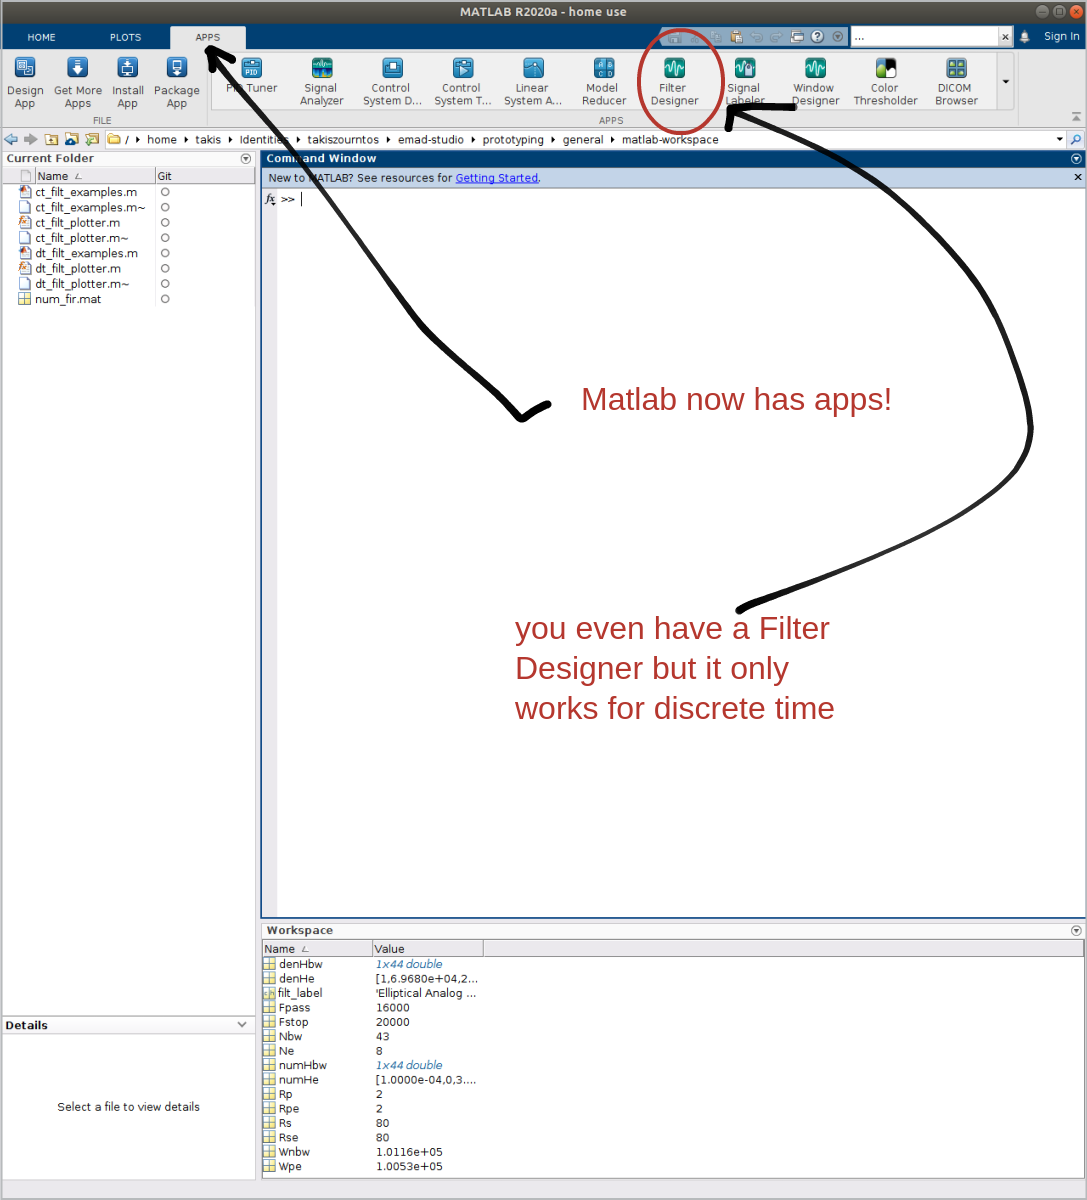 MATLAB R2020a - home use
HOME PLOTS APPS ... Sign In
Design App
Get More Apps
Install App
Package App
Tuner
Signal Analyzer
Control System D...
Control System T...
Linear System A...
Model Reducer
Filter Designer
Signal Labeler
Window Designer
Color Thresholder
DICOM Browser
PID
FILE APPS
/ home takis Identities takiszourntos emad-studio prototyping general matlab-workspace
Current Folder
Name Git
ct_filt_examples.m
ct_filt_examples.m~
ct_filt_plotter.m
ct_filt_plotter.m~
dt_filt_examples.m
dt_filt_plotter.m
dt_filt_plotter.m~
num_fir.mat
Details
Select a file to view details
Command Window
New to MATLAB? See resources for Getting Started.
fx >>
Matlab now has apps!
you even have a Filter
Designer but it only
works for discrete time
Workspace
Name Value
denHbw 1x44 double
denHe [1,6.9680e+04,2...
filt_label 'Elliptical Analog ...
Fpass 16000
Fstop 20000
Nbw 43
Ne 8
numHbw 1x44 double
numHe [1.0000e-04,0,3....
Rp 2
Rpe 2
Rs 80
Rse 80
Wnbw 1.0116e+05
Wpe 1.0053e+05